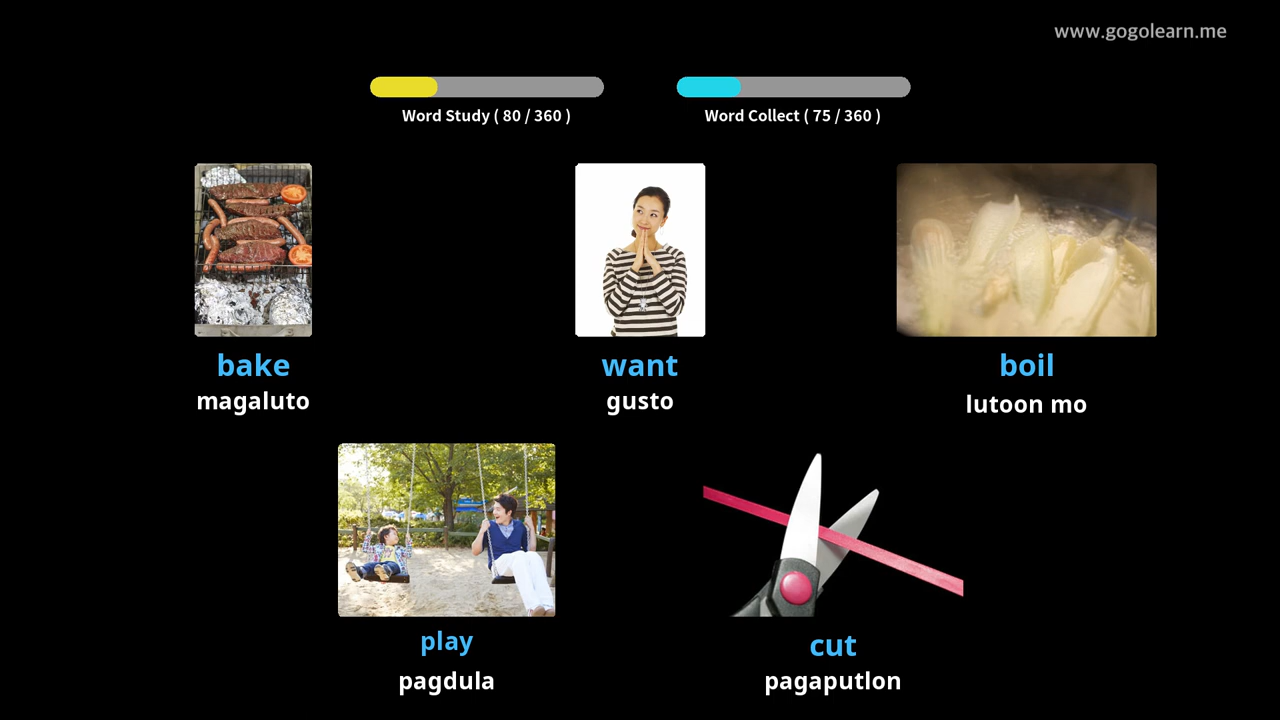 www.gogolearn.me
Word Study ( 80 / 360 )
Word Collect ( 75 / 360 )
bake
magaluto
want
gusto
boil
lutoon mo
play
pagdula
cut
pagaputlon